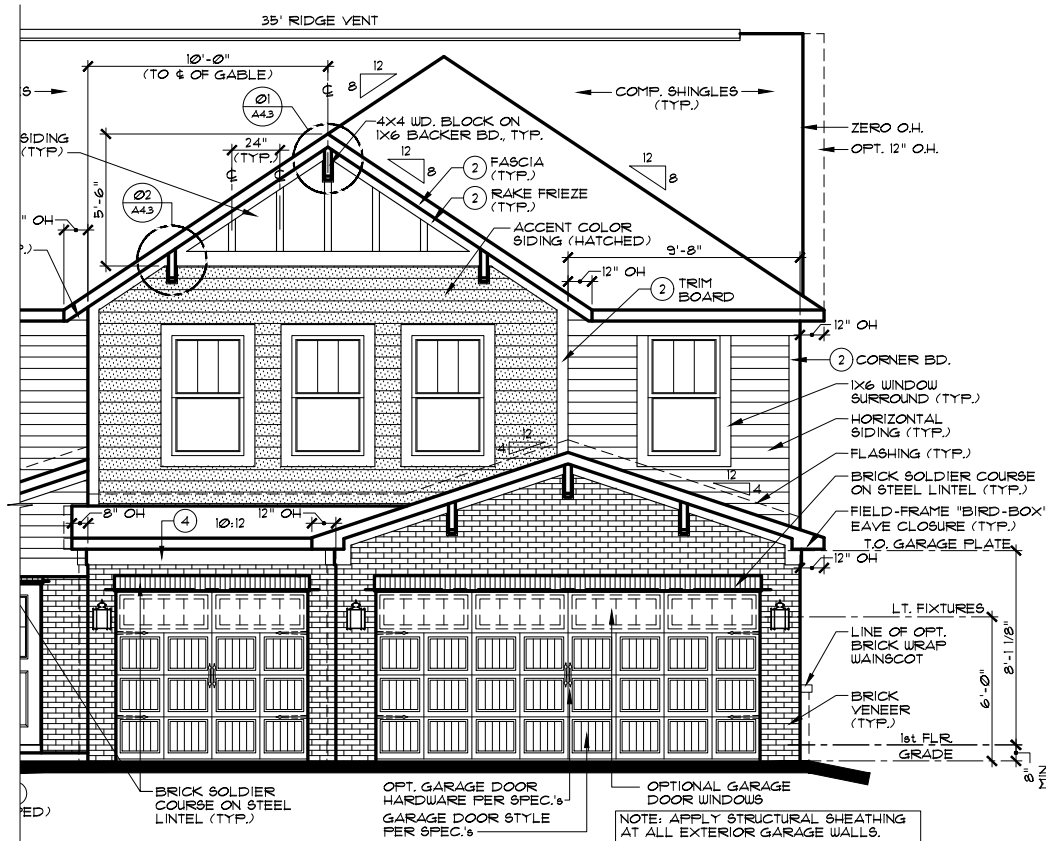 35' RIDGE VENT
10'-0"
(TO ℄ OF GABLE)
12
8
℄
COMP. SHINGLES
(TYP.)
01
A4.3
4X4 WD. BLOCK ON
1X6 BACKER BD., TYP.
ZERO O.H.
OPT. 12" O.H.
SIDING
(TYP)
24"
(TYP.)
℄
℄
12
8
12
8
2 FASCIA
(TYP.)
2 RAKE FRIEZE
(TYP.)
5'-6"
02
A4.3
OH
ACCENT COLOR
SIDING (HATCHED)
9'-8"
12" OH
2 TRIM
BOARD
12" OH
2 CORNER BD.
1X6 WINDOW
SURROUND (TYP.)
HORIZONTAL
SIDING (TYP.)
12
4
FLASHING (TYP.)
12
4
BRICK SOLDIER COURSE
ON STEEL LINTEL (TYP.)
8" OH
4
10:12
12" OH
FIELD-FRAME "BIRD-BOX"
EAVE CLOSURE (TYP.)
T.O. GARAGE PLATE
12" OH
LT. FIXTURES
LINE OF OPT.
BRICK WRAP
WAINSCOT
8'-1 1/8"
6'-0"
BRICK
VENEER
(TYP.)
1st FLR.
GRADE
8"
BRICK SOLDIER
COURSE ON STEEL
LINTEL (TYP.)
OPT. GARAGE DOOR
HARDWARE PER SPEC.'s
GARAGE DOOR STYLE
PER SPEC.'s
OPTIONAL GARAGE
DOOR WINDOWS
NOTE: APPLY STRUCTURAL SHEATHING
AT ALL EXTERIOR GARAGE WALLS.